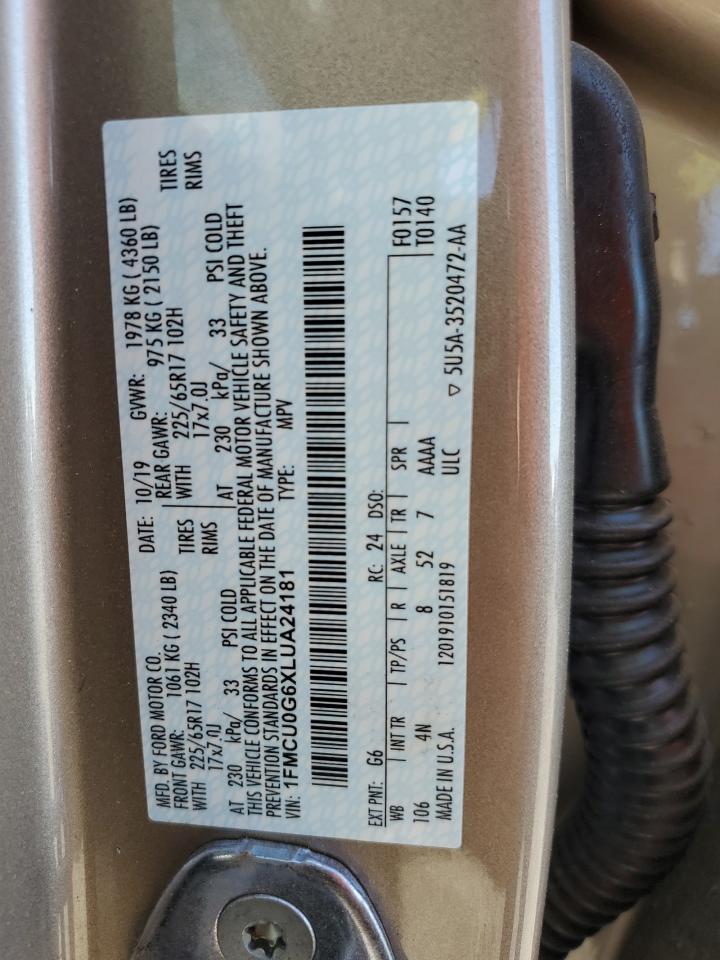 MFD. BY FORD MOTOR CO.
DATE: 10/19 GVWR: 1978 KG ( 4360 LB)
FRONT GAWR: 1061 KG ( 2340 LB) REAR GAWR: 975 KG ( 2150 LB)
WITH 225/65R17 102H TIRES WITH 225/65R17 102H TIRES
17x7.0J RIMS 17x7.0J RIMS
AT 230 kPa/ 33 PSI COLD AT 230 kPa/ 33 PSI COLD
THIS VEHICLE CONFORMS TO ALL APPLICABLE FEDERAL MOTOR VEHICLE SAFETY AND THEFT
PREVENTION STANDARDS IN EFFECT ON THE DATE OF MANUFACTURE SHOWN ABOVE.
VIN: 1FMCU0G6XLUA24181 TYPE: MPV
EXT PNT: G6 RC: 24 DSO: F0157
WB INT TR TP/PS R AXLE TR SPR T0140
106 4N 8 52 7 AAAA
MADE IN U.S.A. 1201910151819 ULC ▽ 5U5A-3520472-AA